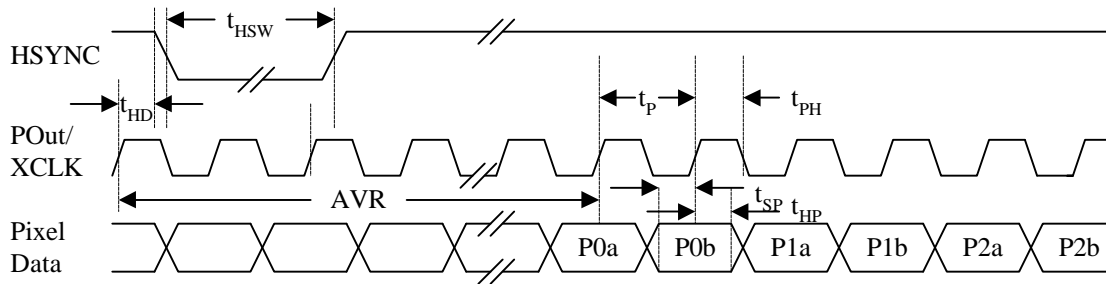 tHSW
HSYNC
tHD
tP
tPH
POut/
XCLK
AVR
tSP
tHP
Pixel
Data
P0a
P0b
P1a
P1b
P2a
P2b